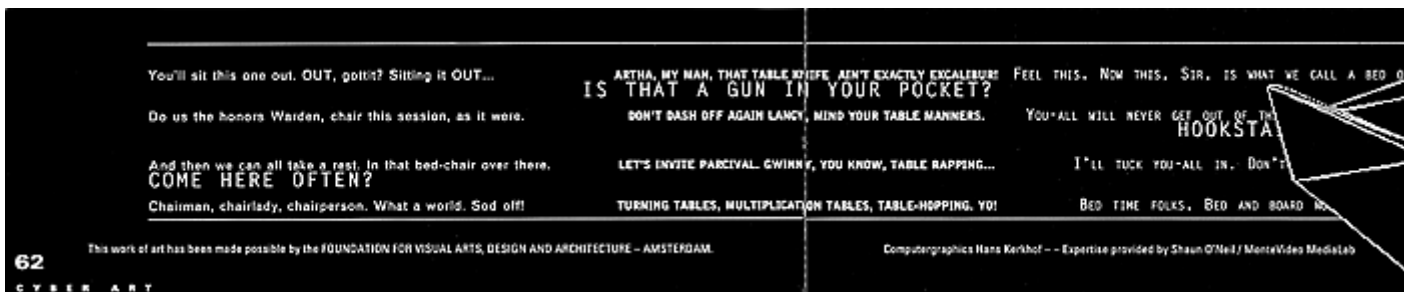 You'll sit this one out. OUT, gottit? Sitting it OUT...
Do us the honors Warden, chair this session, as it were.
And then we can all take a rest. In that bed-chair over there.
COME HERE OFTEN?
Chairman, chairlady, chairperson. What a world. Sod off!
ARTHA, MY MAN, THAT TABLE KNIFE AIN'T EXACTLY EXCALIBUR!
IS THAT A GUN IN YOUR POCKET?
DON'T DASH OFF AGAIN LANCY, MIND YOUR TABLE MANNERS.
LET'S INVITE PARCIVAL. GWINNY, YOU KNOW, TABLE RAPPING...
TURNING TABLES, MULTIPLICATION TABLES, TABLE-HOPPING. YO!
FEEL THIS. NOW THIS, SIR, IS WHAT WE CALL A BED
YOU-ALL WILL NEVER GET OUT OF
HOOKSTA
I'LL TUCK YOU-ALL IN. DON'T
BED TIME FOLKS. BED AND BOARD
This work of art has been made possible by the FOUNDATION FOR VISUAL ARTS, DESIGN AND ARCHITECTURE – AMSTERDAM.
Computergraphics Hans Kerkhof – – Expertise provided by Shaun O'Neil / MonteVideo MediaLab
62
CYBER ART